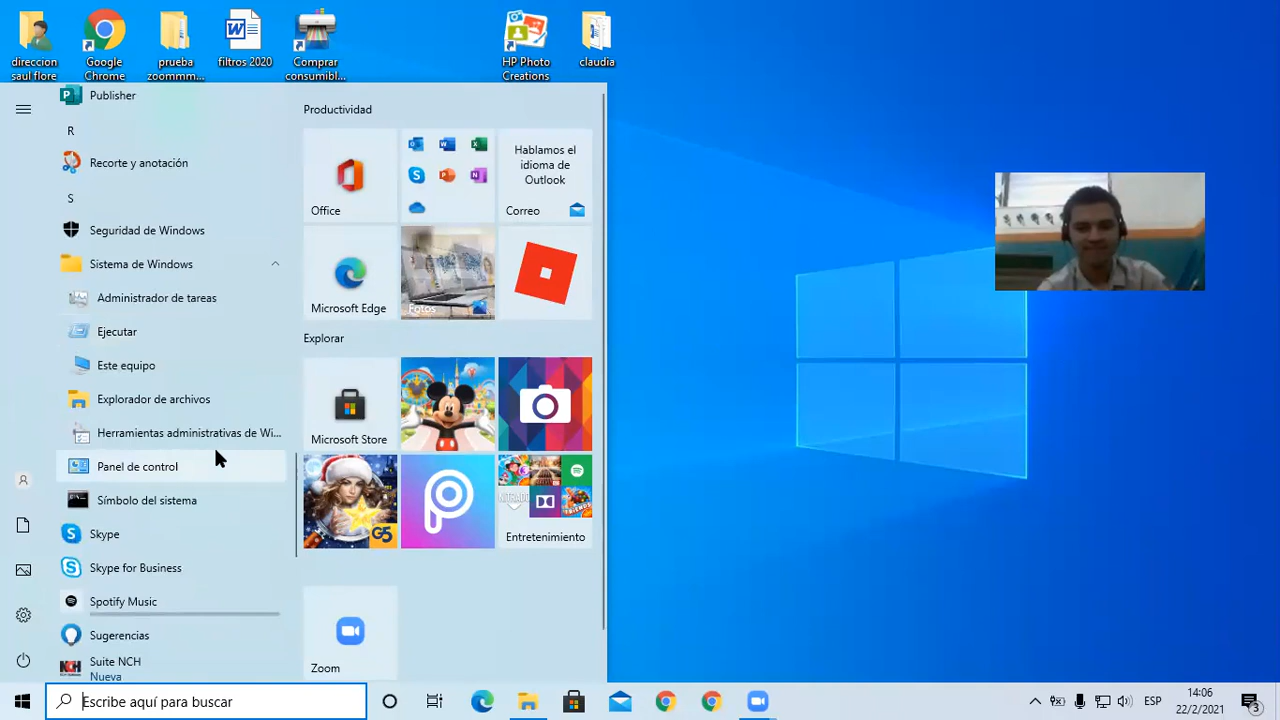 direccion
saul flore
Google
Chrome
prueba
zoommm...
filtros 2020
Comprar
consumibl...
HP Photo
Creations
claudia
Publisher
R
Recorte y anotación
S
Seguridad de Windows
Sistema de Windows
Administrador de tareas
Ejecutar
Este equipo
Explorador de archivos
Herramientas administrativas de Wi...
Panel de control
Símbolo del sistema
Skype
Skype for Business
Spotify Music
Sugerencias
Suite NCH
Nueva
Productividad
Office
Hablamos el
idioma de
Outlook
Correo
Microsoft Edge
Fotos
Explorar
Microsoft Store
G5
NITRADO
Entretenimiento
Zoom
Escribe aquí para buscar
ESP
14:06
22/2/2021
3